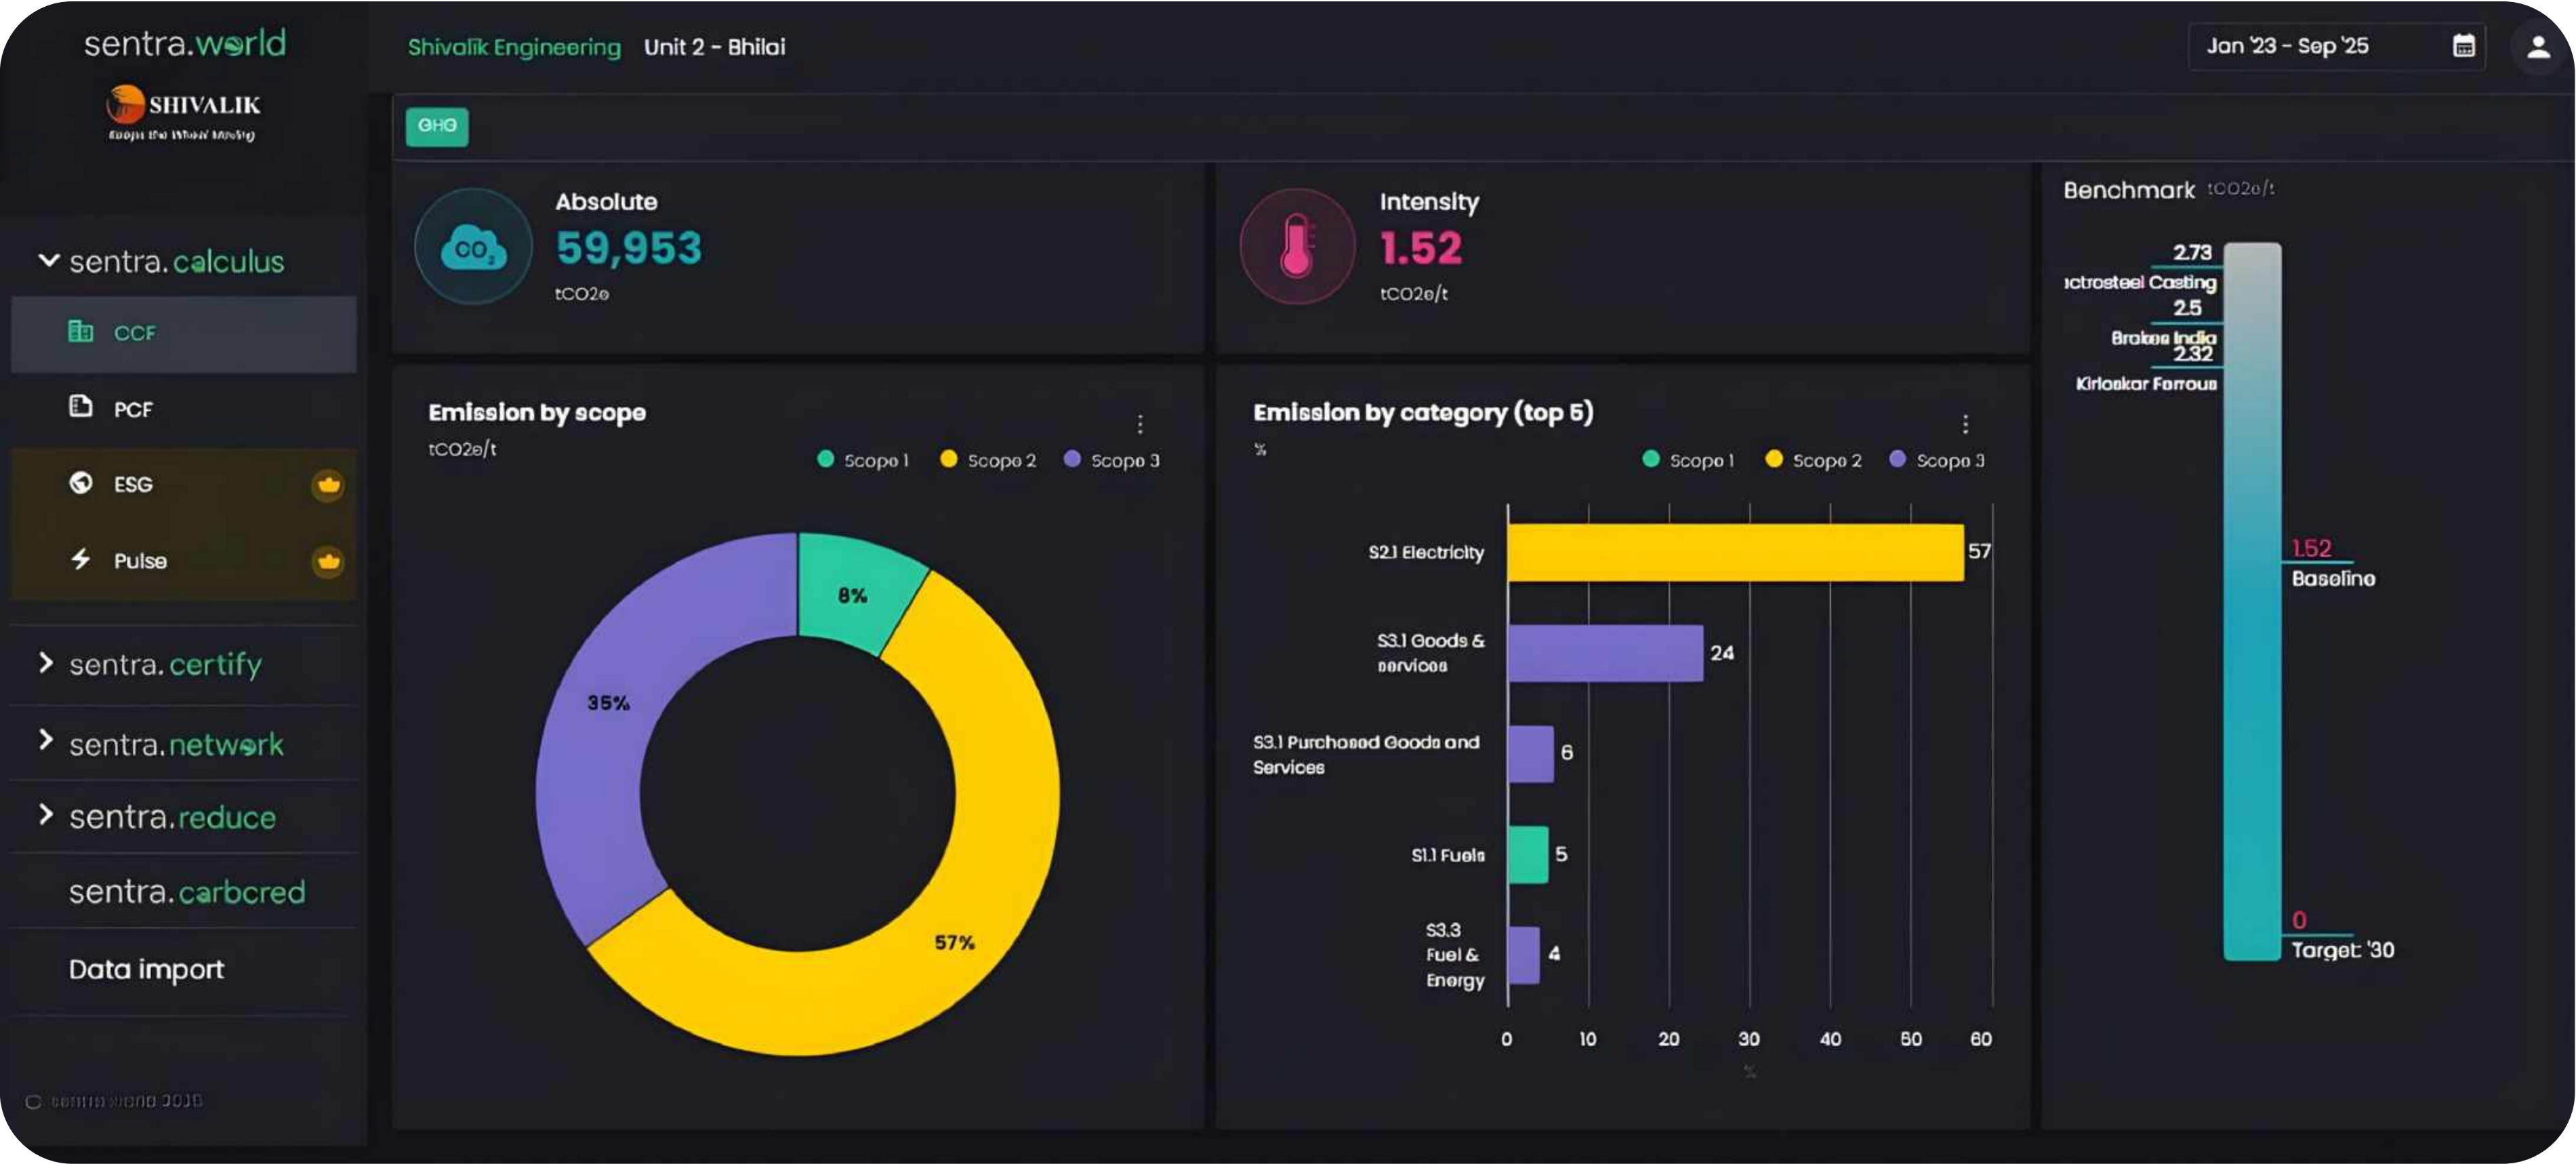 sentra.world
SHIVALIK
Shivalik Engineering Unit 2 - Bhilai
Jan '23 - Sep '25
GHG
sentra.calculus
CCF
PCF
ESG
Pulse
sentra.certify
sentra.network
sentra.reduce
sentra.carbcred
Data import
Absolute
CO2
59,953
tCO2e
Intensity
1.52
tCO2e/t
Emission by scope
tCO2e/t
Scope 1 Scope 2 Scope 3
8%
35%
57%
Emission by category (top 5)
%
Scope 1 Scope 2 Scope 3
S2.1 Electricity
57
S3.1 Goods &
services
24
S3.1 Purchased Goods and
Services
6
S1.1 Fuels
5
S3.3
Fuel &
Energy
4
0 10 20 30 40 50 60
%
Benchmark tCO2e/t
2.73
ctrosteel Casting
2.5
Brakes India
2.32
Kirloskar Ferrous
1.52
Baseline
0
Target: '30